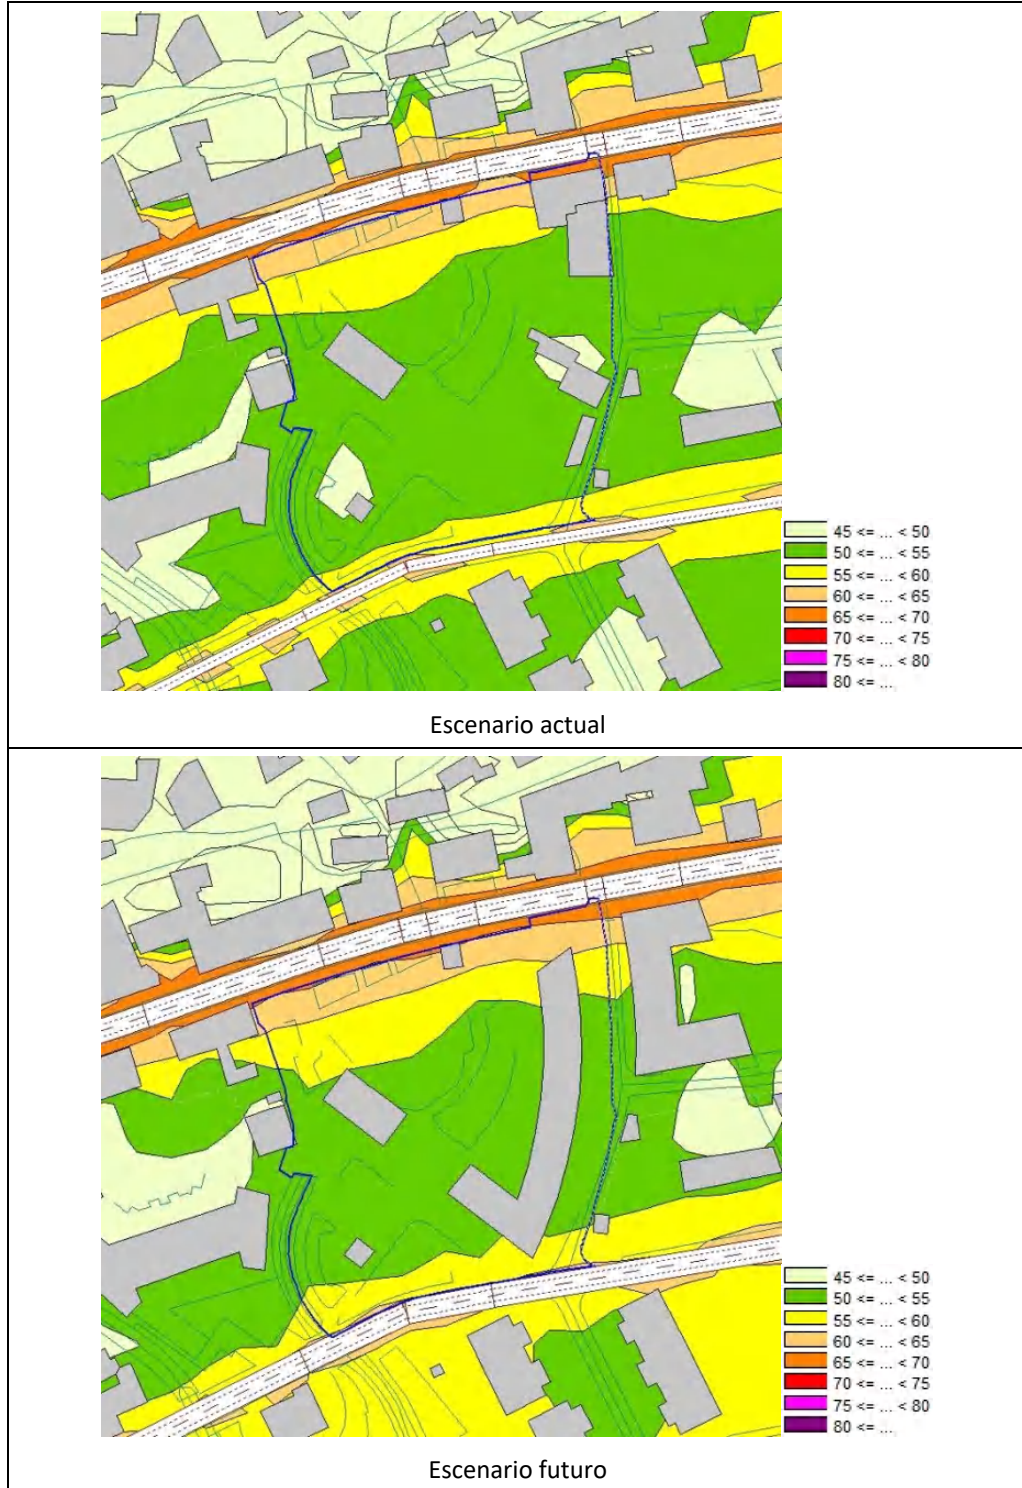 45 <= ... < 50
50 <= ... < 55
55 <= ... < 60
60 <= ... < 65
65 <= ... < 70
70 <= ... < 75
75 <= ... < 80
80 <= ...
Escenario actual
45 <= ... < 50
50 <= ... < 55
55 <= ... < 60
60 <= ... < 65
65 <= ... < 70
70 <= ... < 75
75 <= ... < 80
80 <= ...
Escenario futuro